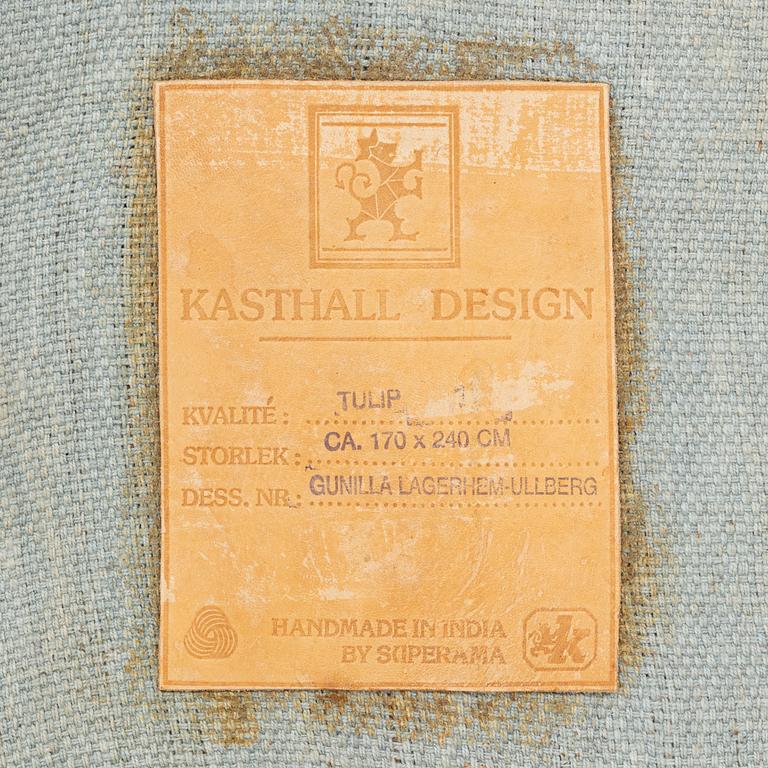 KASTHALL DESIGN
KVALITÉ: TULIP
STORLEK: CA. 170 x 240 CM
DESS. NR.: GUNILLA LAGERHEM-ULLBERG
HANDMADE IN INDIA
BY SUPERAMA